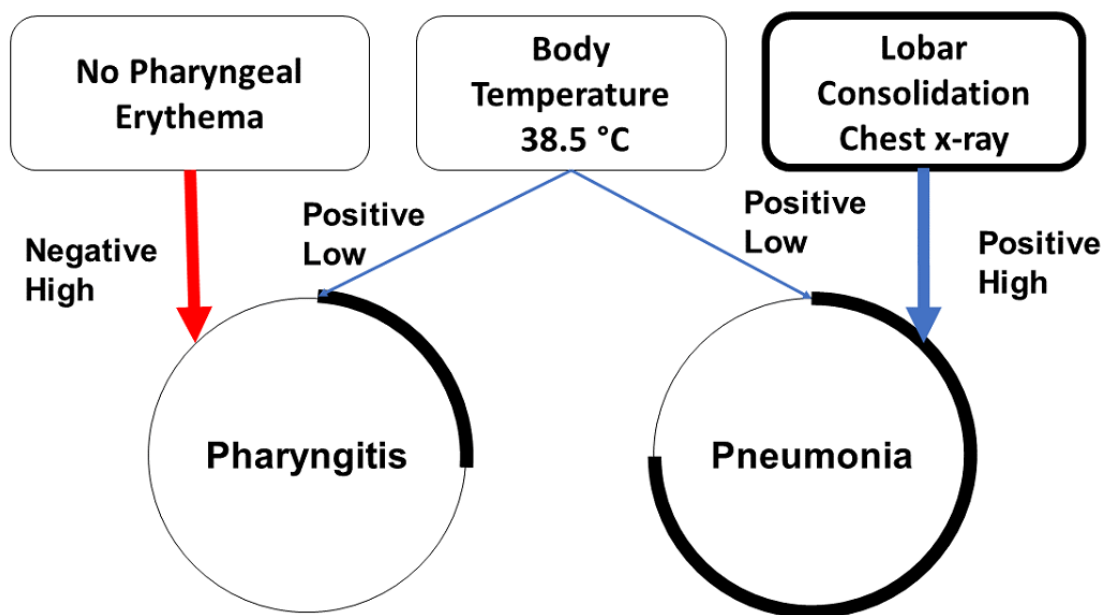 No Pharyngeal
Erythema
Body
Temperature
38.5 °C
Lobar
Consolidation
Chest x-ray
Negative
High
Positive
Low
Positive
Low
Positive
High
Pharyngitis
Pneumonia